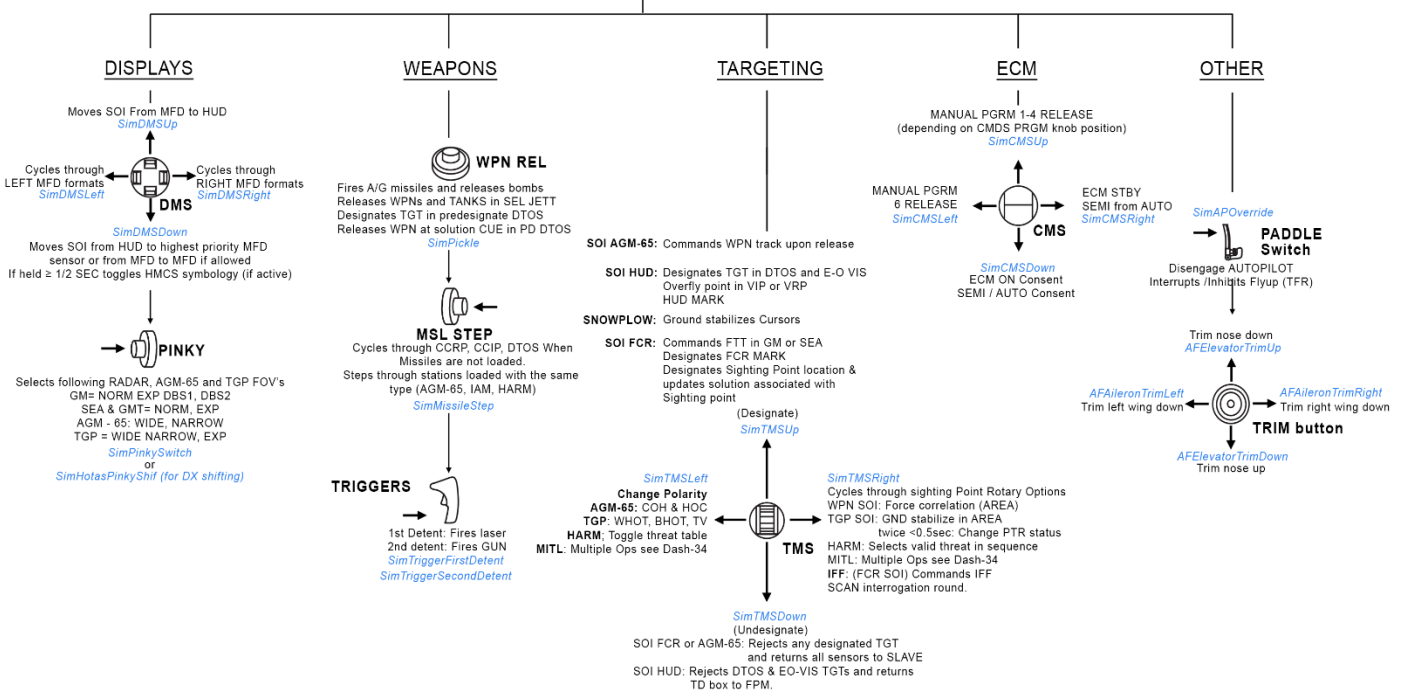 DISPLAYS
Moves SOI From MFD to HUD
SimDMSUp
Cycles through
LEFT MFD formats
SimDMSLeft
Cycles through
RIGHT MFD formats
SimDMSRight
DMS
SimDMSDown
Moves SOI from HUD to highest priority MFD
sensor or from MFD to MFD if allowed
If held ≥ 1/2 SEC toggles HMCS symbology (if active)
PINKY
Selects following RADAR, AGM-65 and TGP FOV's
GM= NORM EXP DBS1, DBS2
SEA & GMT= NORM, EXP
AGM - 65: WIDE, NARROW
TGP = WIDE NARROW, EXP
SimPinkySwitch
or
SimHotasPinkyShif (for DX shifting)
WEAPONS
WPN REL
Fires A/G missiles and releases bombs
Releases WPNs and TANKS in SEL JETT
Designates TGT in predesignate DTOS
Releases WPN at solution CUE in PD DTOS
SimPickle
MSL STEP
Cycles through CCRP, CCIP, DTOS When
Missiles are not loaded.
Steps through stations loaded with the same
type (AGM-65, IAM, HARM)
SimMissileStep
TRIGGERS
1st Detent: Fires laser
2nd detent: Fires GUN
SimTriggerFirstDetent
SimTriggerSecondDetent
TARGETING
SOI AGM-65: Commands WPN track upon release
SOI HUD: Designates TGT in DTOS and E-O VIS
Overfly point in VIP or VRP
HUD MARK
SNOWPLOW: Ground stabilizes Cursors
SOI FCR: Commands FTT in GM or SEA
Designates FCR MARK
Designates Sighting Point location &
updates solution associated with
Sighting point
(Designate)
SimTMSUp
SimTMSLeft
Change Polarity
AGM-65: COH & HOC
TGP: WHOT, BHOT, TV
HARM; Toggle threat table
MITL: Multiple Ops see Dash-34
TMS
SimTMSRight
Cycles through sighting Point Rotary Options
WPN SOI: Force correlation (AREA)
TGP SOI: GND stabilize in AREA
twice <0.5sec: Change PTR status
HARM: Selects valid threat in sequence
MITL: Multiple Ops see Dash-34
IFF: (FCR SOI) Commands IFF
SCAN interrogation round.
SimTMSDown
(Undesignate)
SOI FCR or AGM-65: Rejects any designated TGT
and returns all sensors to SLAVE
SOI HUD: Rejects DTOS & EO-VIS TGTs and returns
TD box to FPM.
ECM
MANUAL PGRM 1-4 RELEASE
(depending on CMDS PRGM knob position)
SimCMSUp
MANUAL PGRM
6 RELEASE
SimCMSLeft
ECM STBY
SEMI from AUTO
SimCMSRight
CMS
SimCMSDown
ECM ON Consent
SEMI / AUTO Consent
OTHER
SimAPOverride
PADDLE
Switch
Disengage AUTOPILOT
Interrupts /Inhibits Flyup (TFR)
Trim nose down
AFElevatorTrimUp
AFAileronTrimLeft
Trim left wing down
AFAileronTrimRight
Trim right wing down
TRIM button
AFElevatorTrimDown
Trim nose up